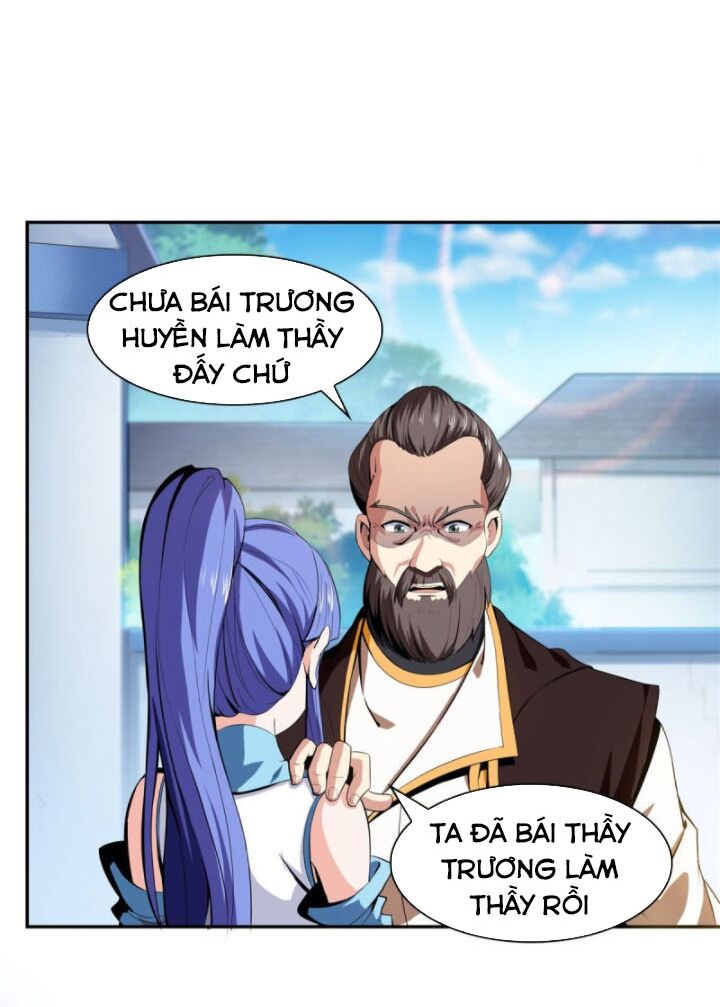 CHƯA BÁI TRƯƠNG
HUYỀN LÀM THẦY
ĐẤY CHỨ
TA ĐÃ BÁI THẦY
TRƯƠNG LÀM
THẦY RỒI